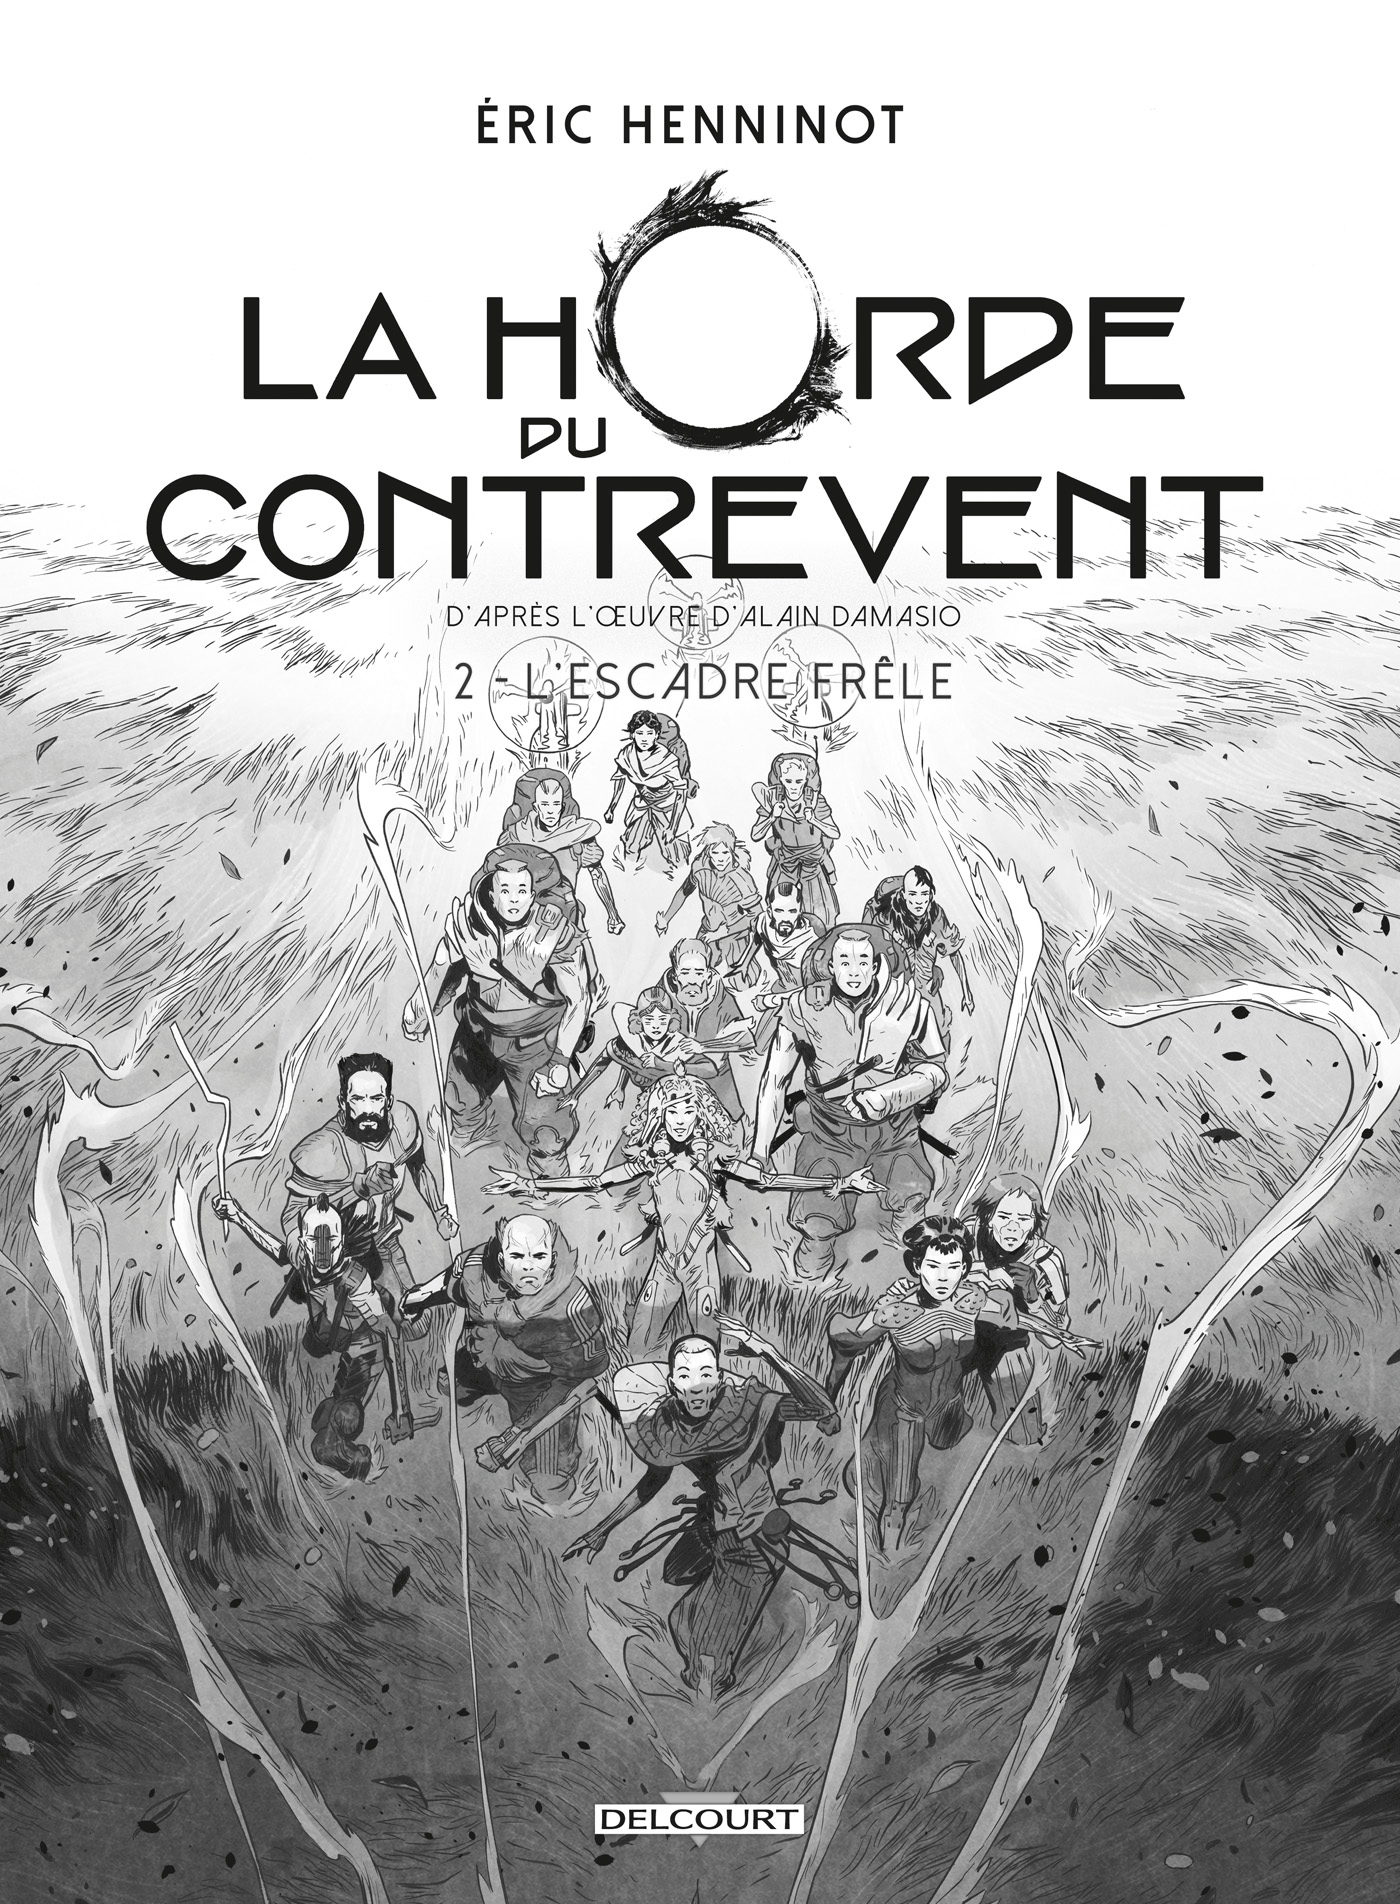 ÉRIC HENNINOT
LA HORDE
DU
CONTREVENT
D'APRÈS L'ŒUVRE D'ALAIN DAMASIO
2 - L'ESCADRE FRÊLE
DELCOURT